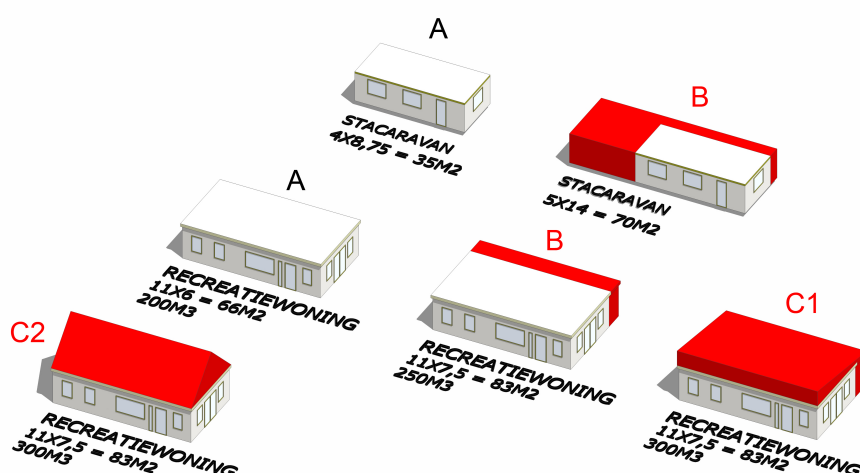 A
STACARAVAN
4X8,75 = 35M2
B
STACARAVAN
5X14 = 70M2
A
RECREATIEWONING
11X6 = 66M2
200M3
B
RECREATIEWONING
11X7,5 = 83M2
250M3
C1
RECREATIEWONING
11X7,5 = 83M2
300M3
C2
RECREATIEWONING
11X7,5 = 83M2
300M3